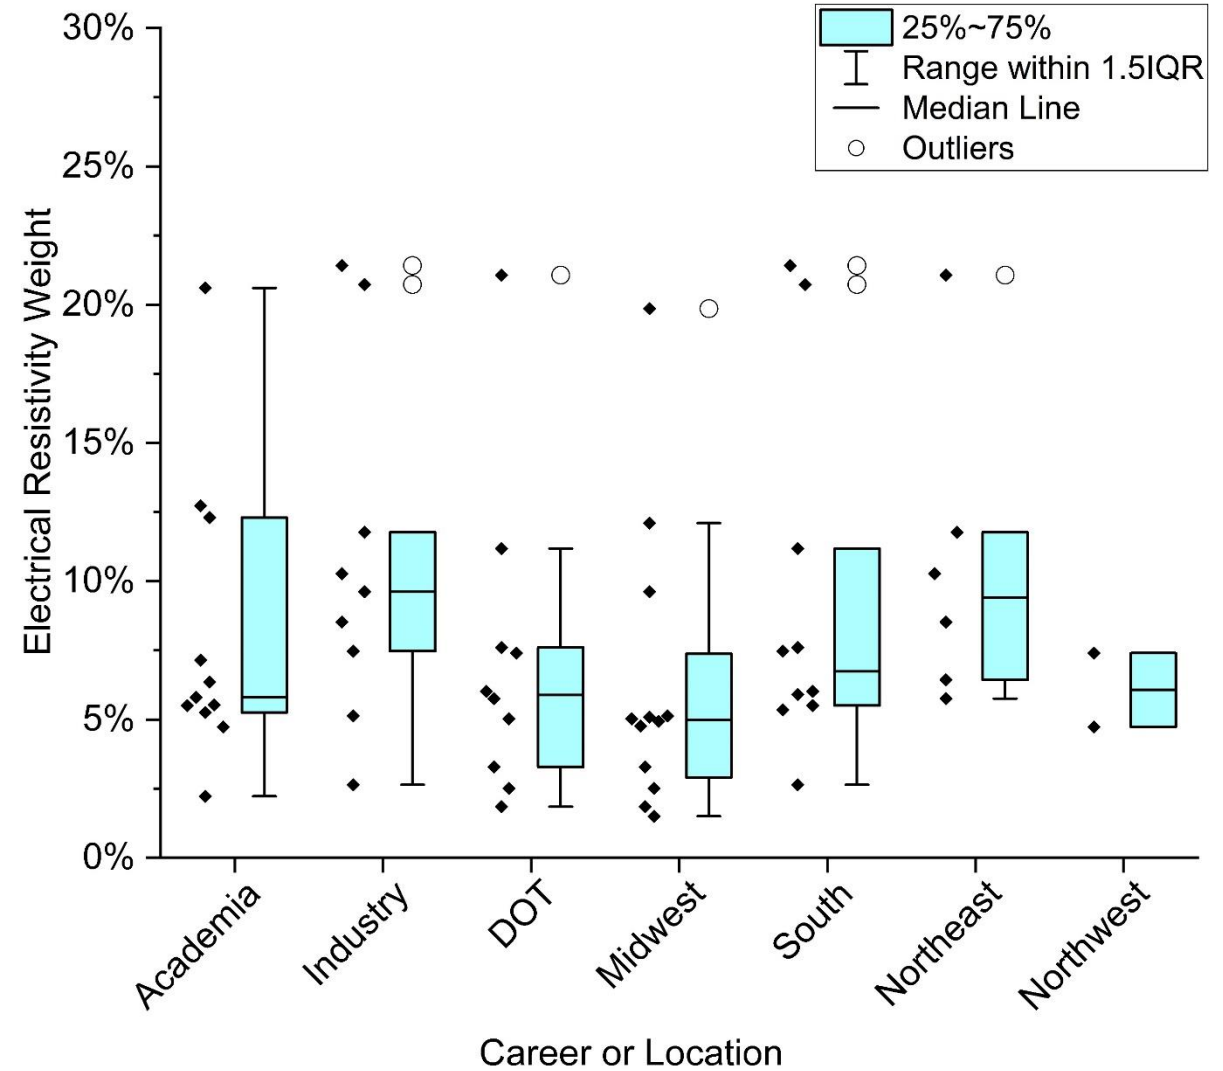 25%~75%
Range within 1.5IQR
Median Line
Outliers
30%
25%
20%
15%
10%
5%
0%
Electrical Resistivity Weight
Academia
Industry
DOT
Midwest
South
Northeast
Northwest
Career or Location